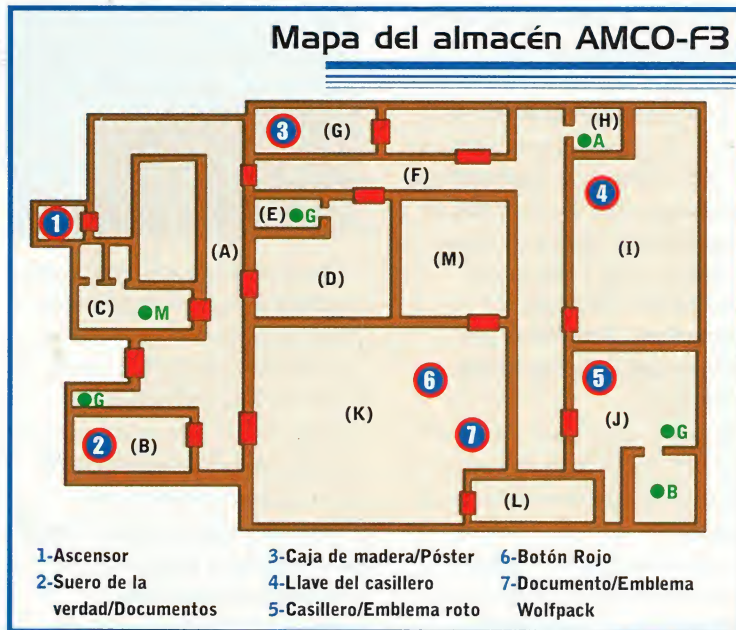 Mapa del almacén AMCO-F3
3 (G) (H)
A
(F) 4
1 (E) G
(A) (I)
(D) (M)
(C) M
5
6
G (K) (J)
7 G
2 (B)
B
(L)
1-Ascensor
2-Suero de la
verdad/Documentos
3-Caja de madera/Póster
4-Llave del casillero
5-Casillero/Emblema roto
6-Botón Rojo
7-Documento/Emblema
Wolfpack